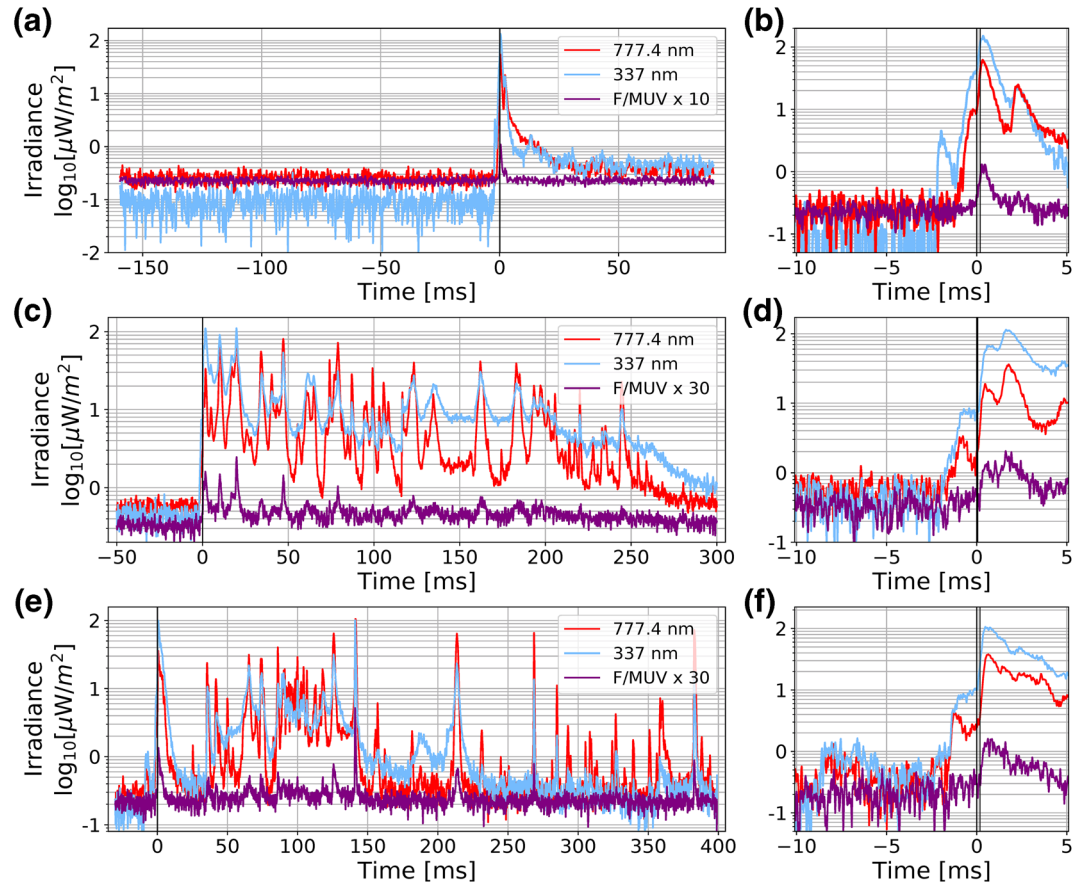 (a)
Irradiance
log₁₀[μW/m²]
2
1
0
-1
-2
777.4 nm
337 nm
F/MUV x 10
−150
−100
−50
0
50
Time [ms]
(b)
2
1
0
-1
−10
−5
0
5
Time [ms]
(c)
Irradiance
log₁₀[μW/m²]
2
1
0
777.4 nm
337 nm
F/MUV x 30
−50
0
50
100
150
200
250
300
Time [ms]
(d)
2
1
0
-1
−10
−5
0
5
Time [ms]
(e)
Irradiance
log₁₀[μW/m²]
2
1
0
-1
777.4 nm
337 nm
F/MUV x 30
0
50
100
150
200
250
300
350
400
Time [ms]
(f)
2
1
0
-1
−10
−5
0
5
Time [ms]